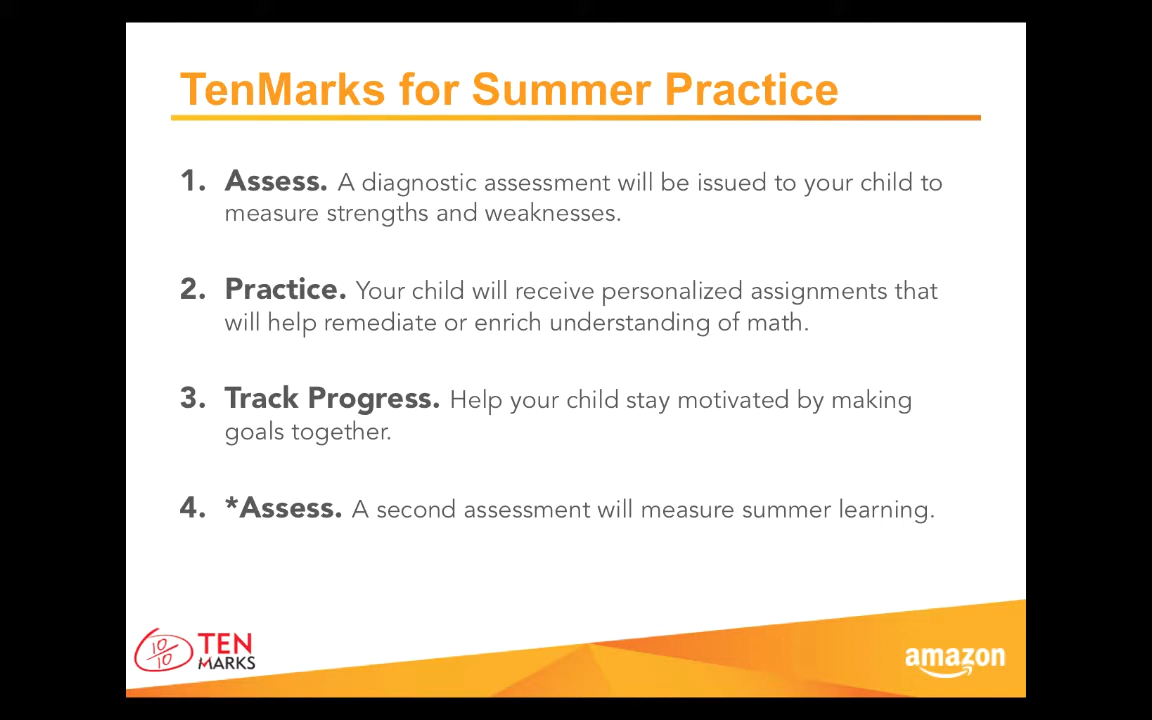 TenMarks for Summer Practice
1. Assess. A diagnostic assessment will be issued to your child to
measure strengths and weaknesses.
2. Practice. Your child will receive personalized assignments that
will help remediate or enrich understanding of math.
3. Track Progress. Help your child stay motivated by making
goals together.
4. *Assess. A second assessment will measure summer learning.
10/10
TEN
MARKS
amazon